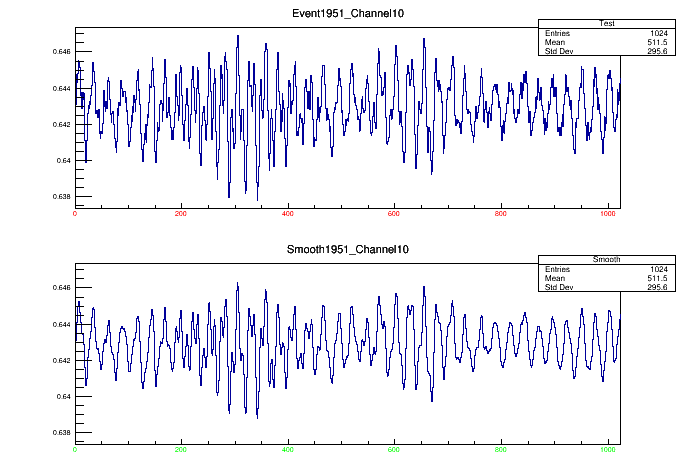 Event1951_Channel10
Test
Entries 1024
Mean 511.5
Std Dev 295.6
0.646
0.644
0.642
0.64
0.638
0 200 400 600 800 1000
Smooth1951_Channel10
Smooth
Entries 1024
Mean 511.5
Std Dev 295.6
0.646
0.644
0.642
0.64
0.638
0 200 400 600 800 1000